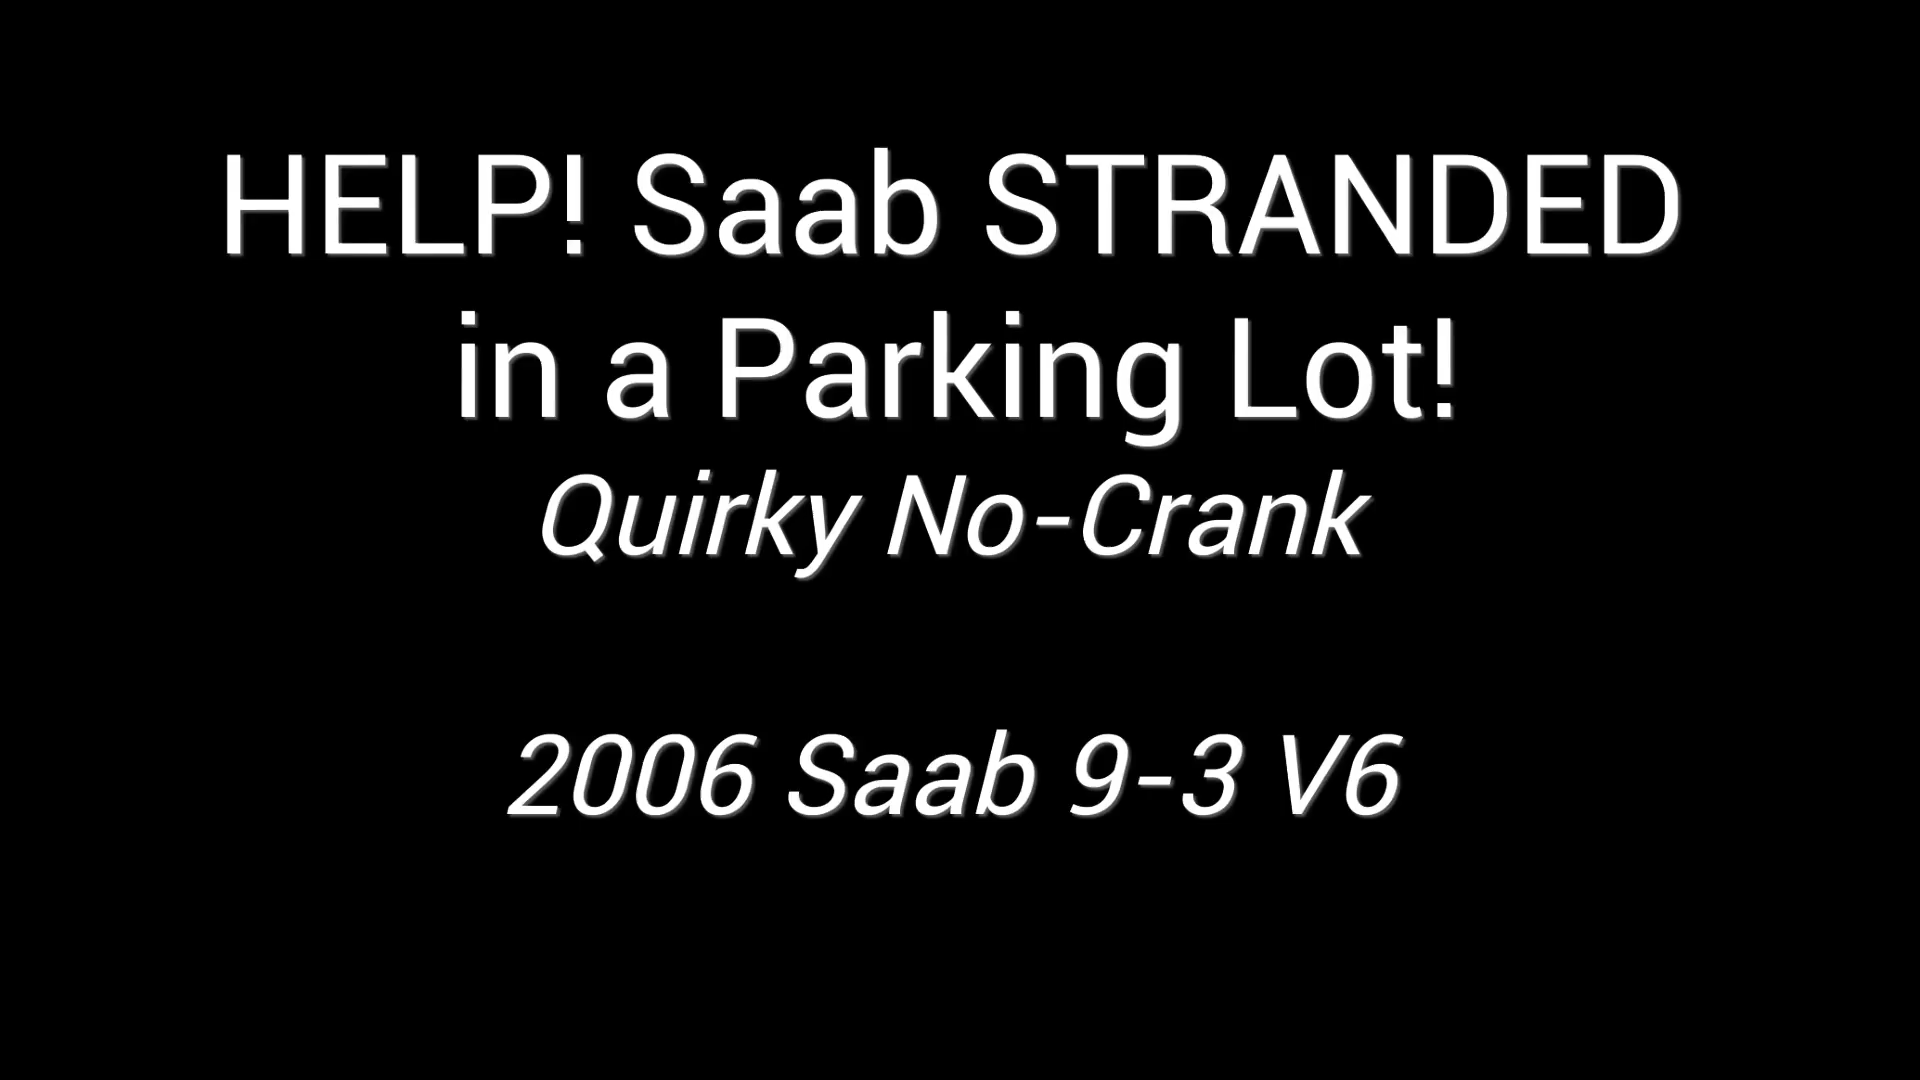 HELP! Saab STRANDED
in a Parking Lot!
Quirky No-Crank
2006 Saab 9-3 V6